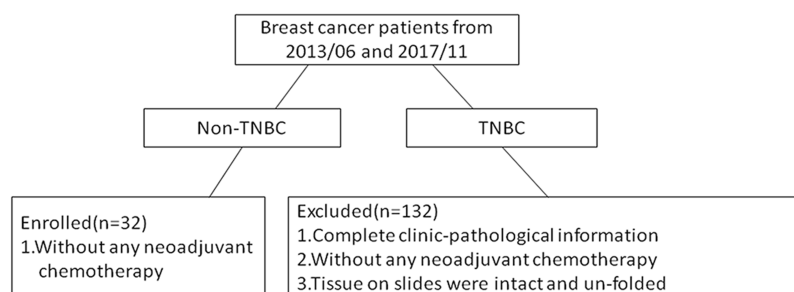 Breast cancer patients from
2013/06 and 2017/11
Non-TNBC
TNBC
Enrolled(n=32)
1.Without any neoadjuvant
chemotherapy
Excluded(n=132)
1.Complete clinic-pathological information
2.Without any neoadjuvant chemotherapy
3.Tissue on slides were intact and un-folded